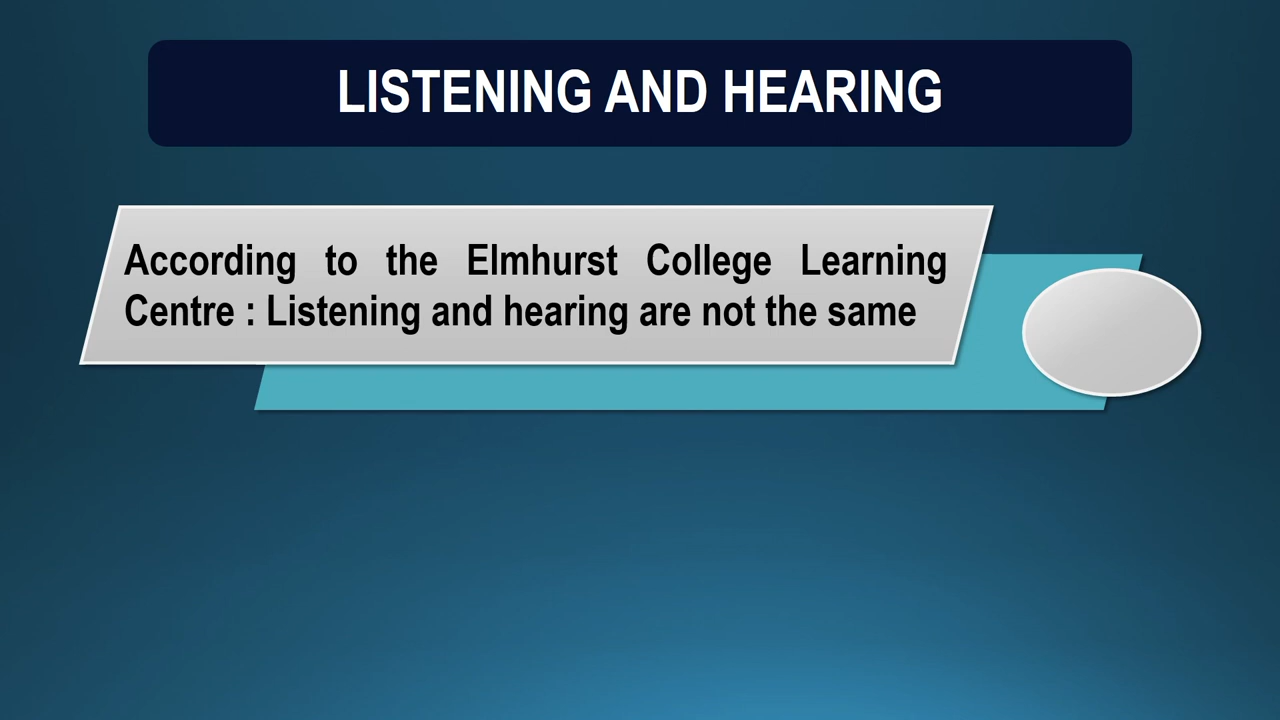 LISTENING AND HEARING
According to the Elmhurst College Learning
Centre : Listening and hearing are not the same